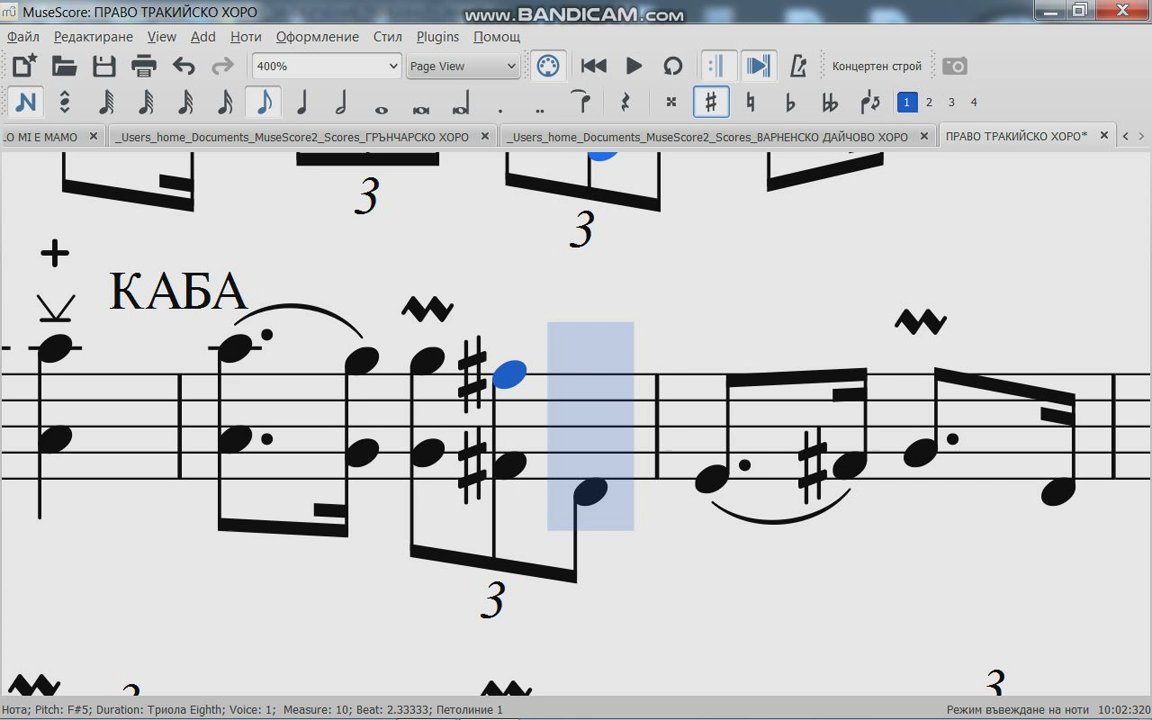 MuseScore: ПРАВО ТРАКИЙСКО ХОРО
www.BANDICAM.com
Файл Редактиране View Add Ноти Оформление Стил Plugins Помощ
400% Page View Концертен строй
1 2 3 4
.О МI Е МАМО _Users_home_Documents_MuseScore2_Scores_ГРЪНЧАРСКО ХОРО _Users_home_Documents_MuseScore2_Scores_ВАРНЕНСКО ДАЙЧОВО ХОРО ПРАВО ТРАКИЙСКО ХОРО*
3
3
КАБА
3
3
Нота; Pitch: F#5; Duration: Триола Eighth; Voice: 1; Measure: 10; Beat: 2.33333; Петолиние 1 Режим въвеждане на ноти 10:02:320